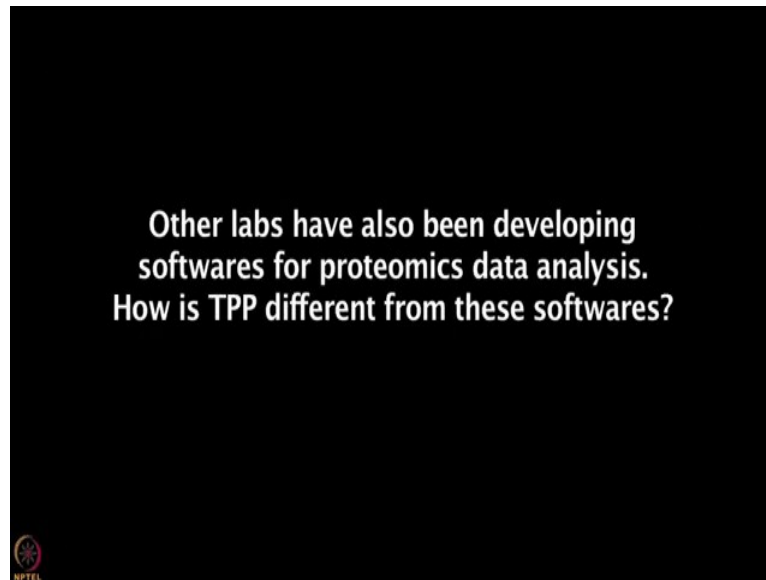 Other labs have also been developing
softwares for proteomics data analysis.
How is TPP different from these softwares?
NPTEL